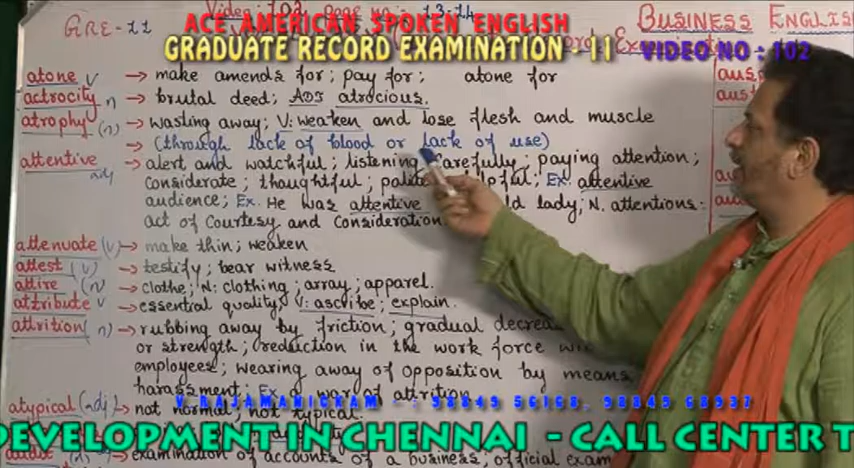 ACE AMERICAN SPOKEN ENGLISH
GRE-11
BUSINESS ENGLISH
GRADUATE RECORD EXAMINATION - 11 VIDEO NO : 102
atone v → make amends for; pay for; atone for
actrocity n → brutal deed; ADJ atrocious.
atrophy (n) → wasting away; V: weaken and lose flesh and muscle
→ (through lack of blood or lack of use)
attentive adj → alert and watchful; listening carefully; paying attention;
considerate; thoughtful; Ex: attentive
audience; Ex. He was attentive old lady; N. attentions:
act of courtesy and consideration
attenuate (v) → make thin; weaken
attest (v) → testify; bear witness
attire (n) → clothe; N: clothing; array; apparel.
attribute v → essential quality; V: ascribe; explain.
attrition (n) → rubbing away by friction; gradual
or strength; reduction in the work force
employees; wearing away of opposition by means
harassment; Ex. a war of attrition.
V. RAJAMANICKAM
atypical (adj) → not normal; not typical.
DEVELOPMENT IN CHENNAI - CALL CENTER T
→ examination of accounts of a business; official